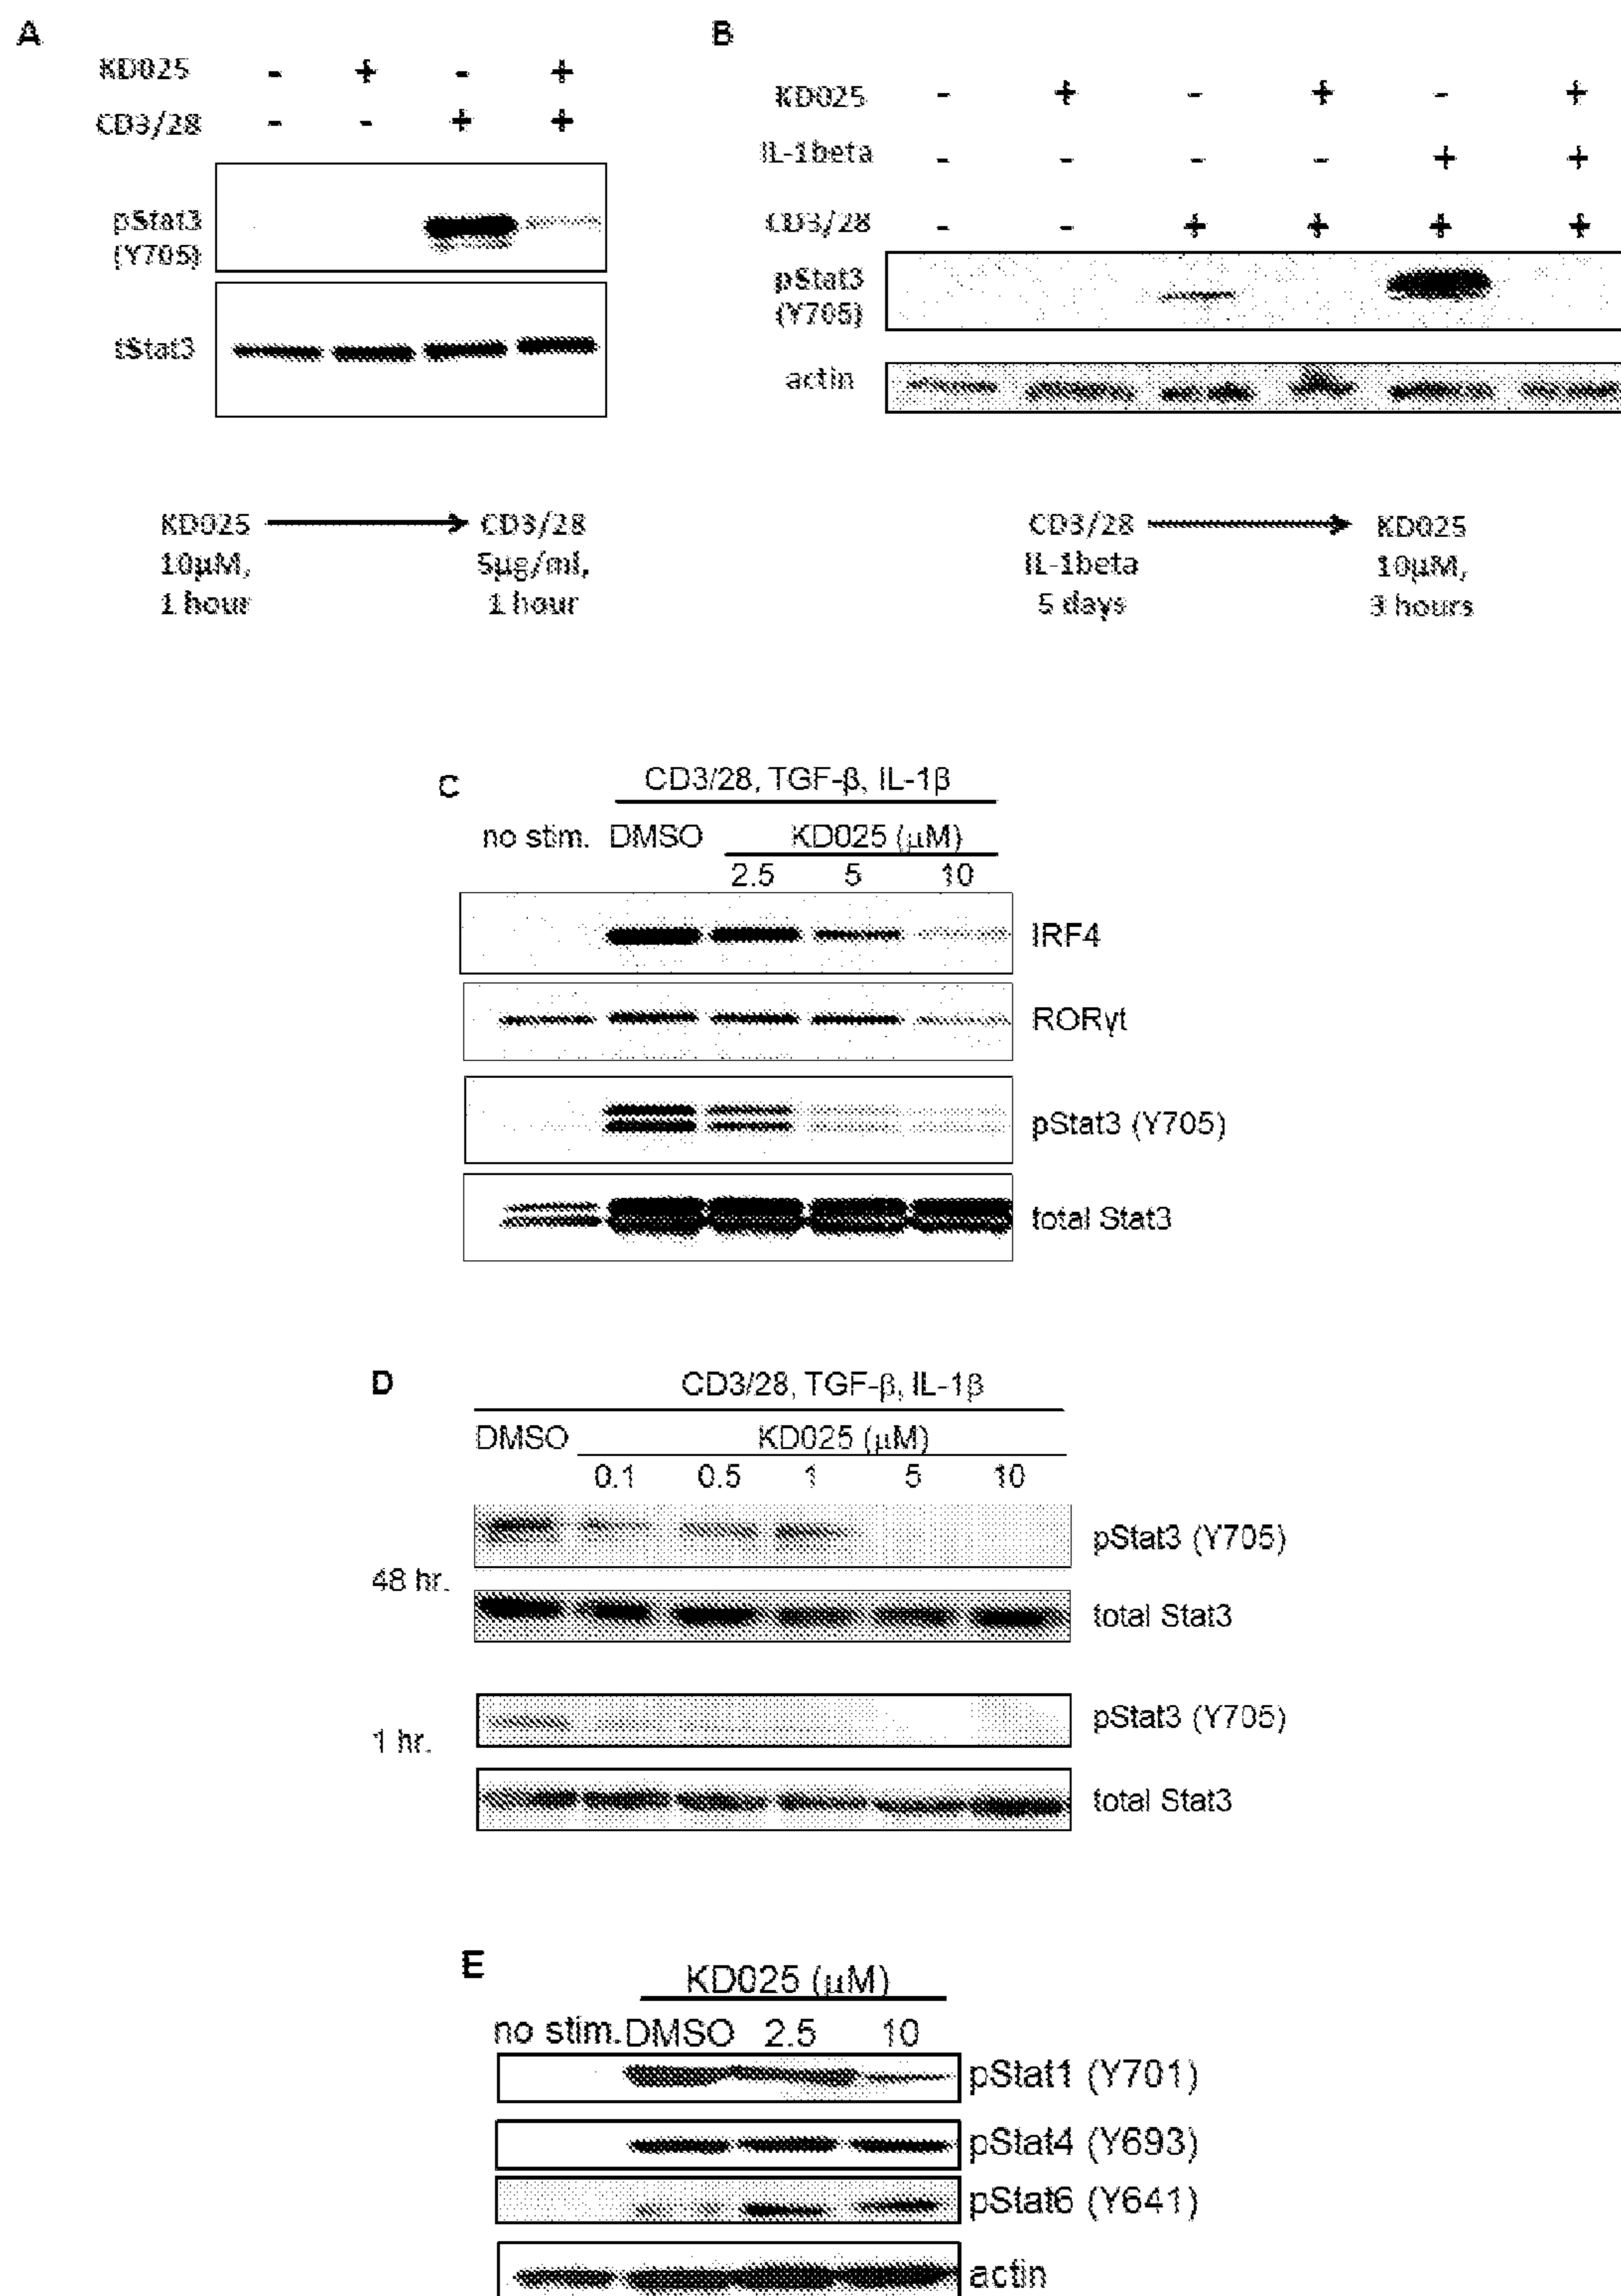 A
KD025 - + - +
CD3/28 - - + +
pStat3
(Y705)
tStat3
KD025 CD3/28
10µM, 5µg/ml,
1 hour 1 hour
B
KD025 - + - + - +
IL-1beta - - - - + +
CD3/28 - - + + + +
pStat3
(Y705)
actin
CD3/28 KD025
IL-1beta 10µM,
5 days 3 hours
C
CD3/28, TGF-β, IL-1β
no stim. DMSO KD025 (µM)
2.5 5 10
IRF4
RORγt
pStat3 (Y705)
total Stat3
D
CD3/28, TGF-β, IL-1β
DMSO KD025 (µM)
0.1 0.5 1 5 10
pStat3 (Y705)
48 hr.
total Stat3
pStat3 (Y705)
1 hr.
total Stat3
E
KD025 (µM)
no stim. DMSO 2.5 10
pStat1 (Y701)
pStat4 (Y693)
pStat6 (Y641)
actin